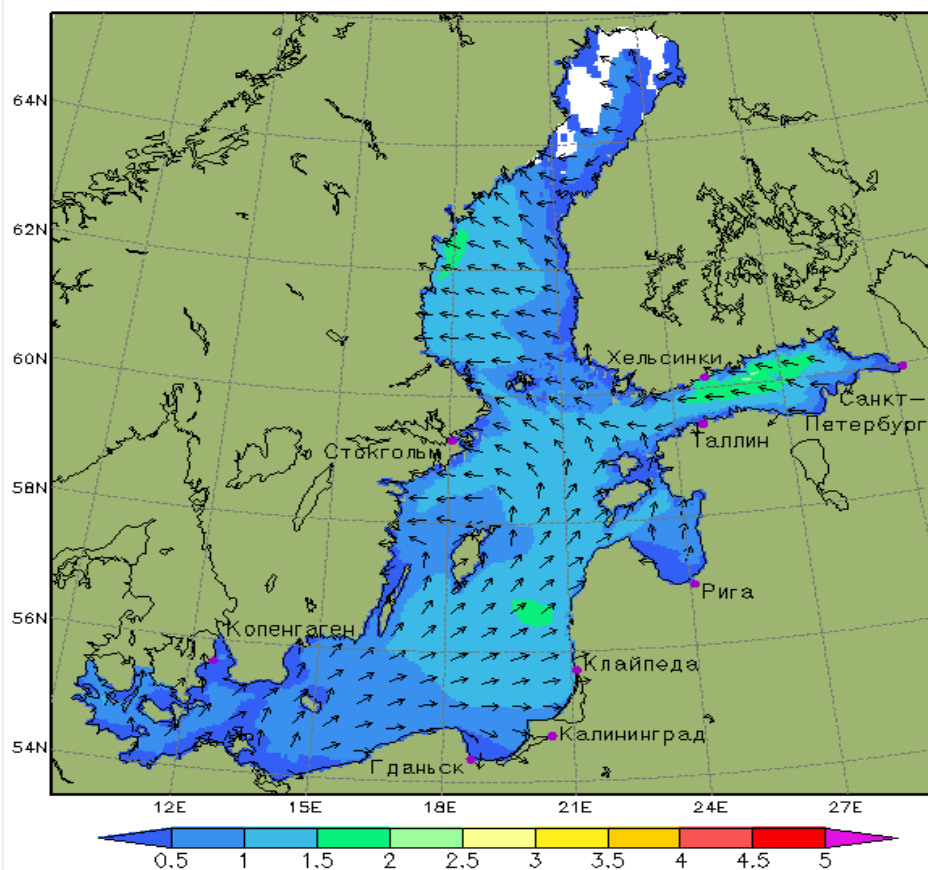 64N
62N
60N
58N
56N
54N
Хельсинки
Санкт-
Петербург
Таллин
Стокгольм
Рига
Копенгаген
Клайпеда
Калининград
Гданьск
12E 15E 18E 21E 24E 27E
0.5 1 1.5 2 2.5 3 3.5 4 4.5 5